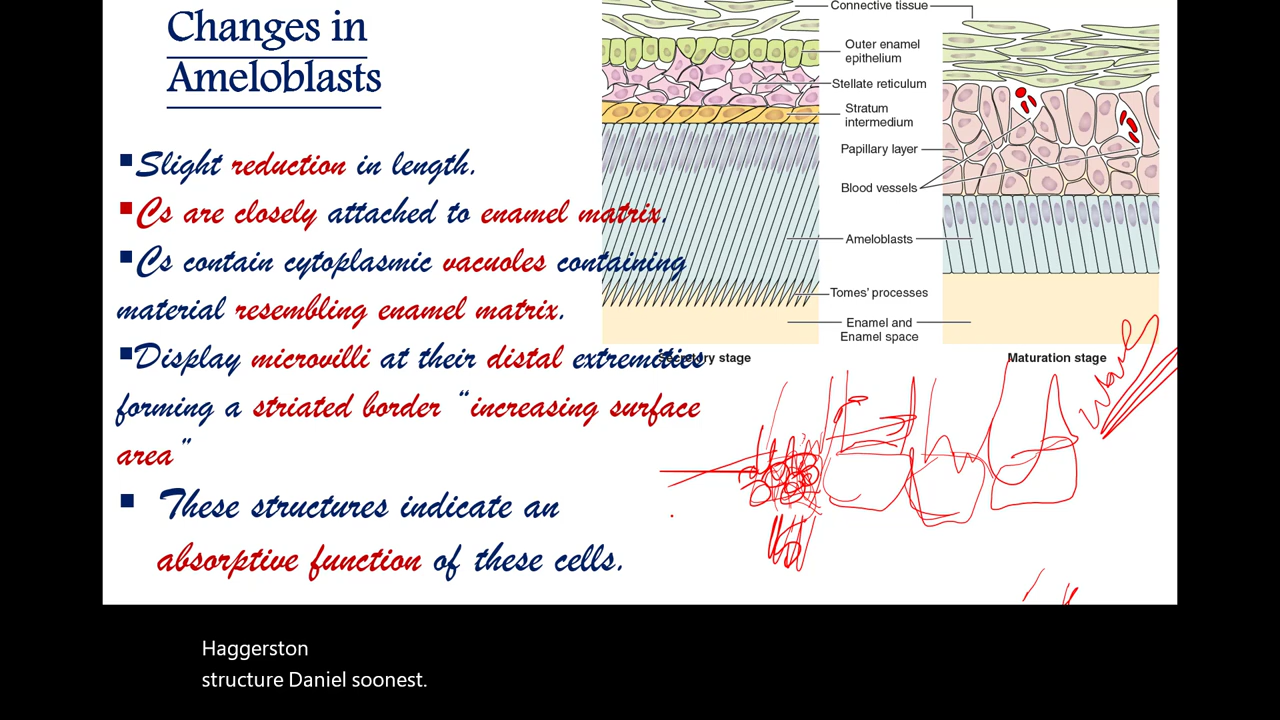 Changes in
Ameloblasts
▪Slight reduction in length.
▪Cs are closely attached to enamel matrix.
▪Cs contain cytoplasmic vacuoles containing
material resembling enamel matrix.
▪Display microvilli at their distal extremities
forming a striated border “increasing surface
area”
▪ These structures indicate an
absorptive function of these cells.
Connective tissue
Outer enamel
epithelium
Stellate reticulum
Stratum
intermedium
Papillary layer
Blood vessels
Ameloblasts
Tomes’ processes
Enamel and
Enamel space
Secretory stage
Maturation stage
Haggerston
structure Daniel soonest.